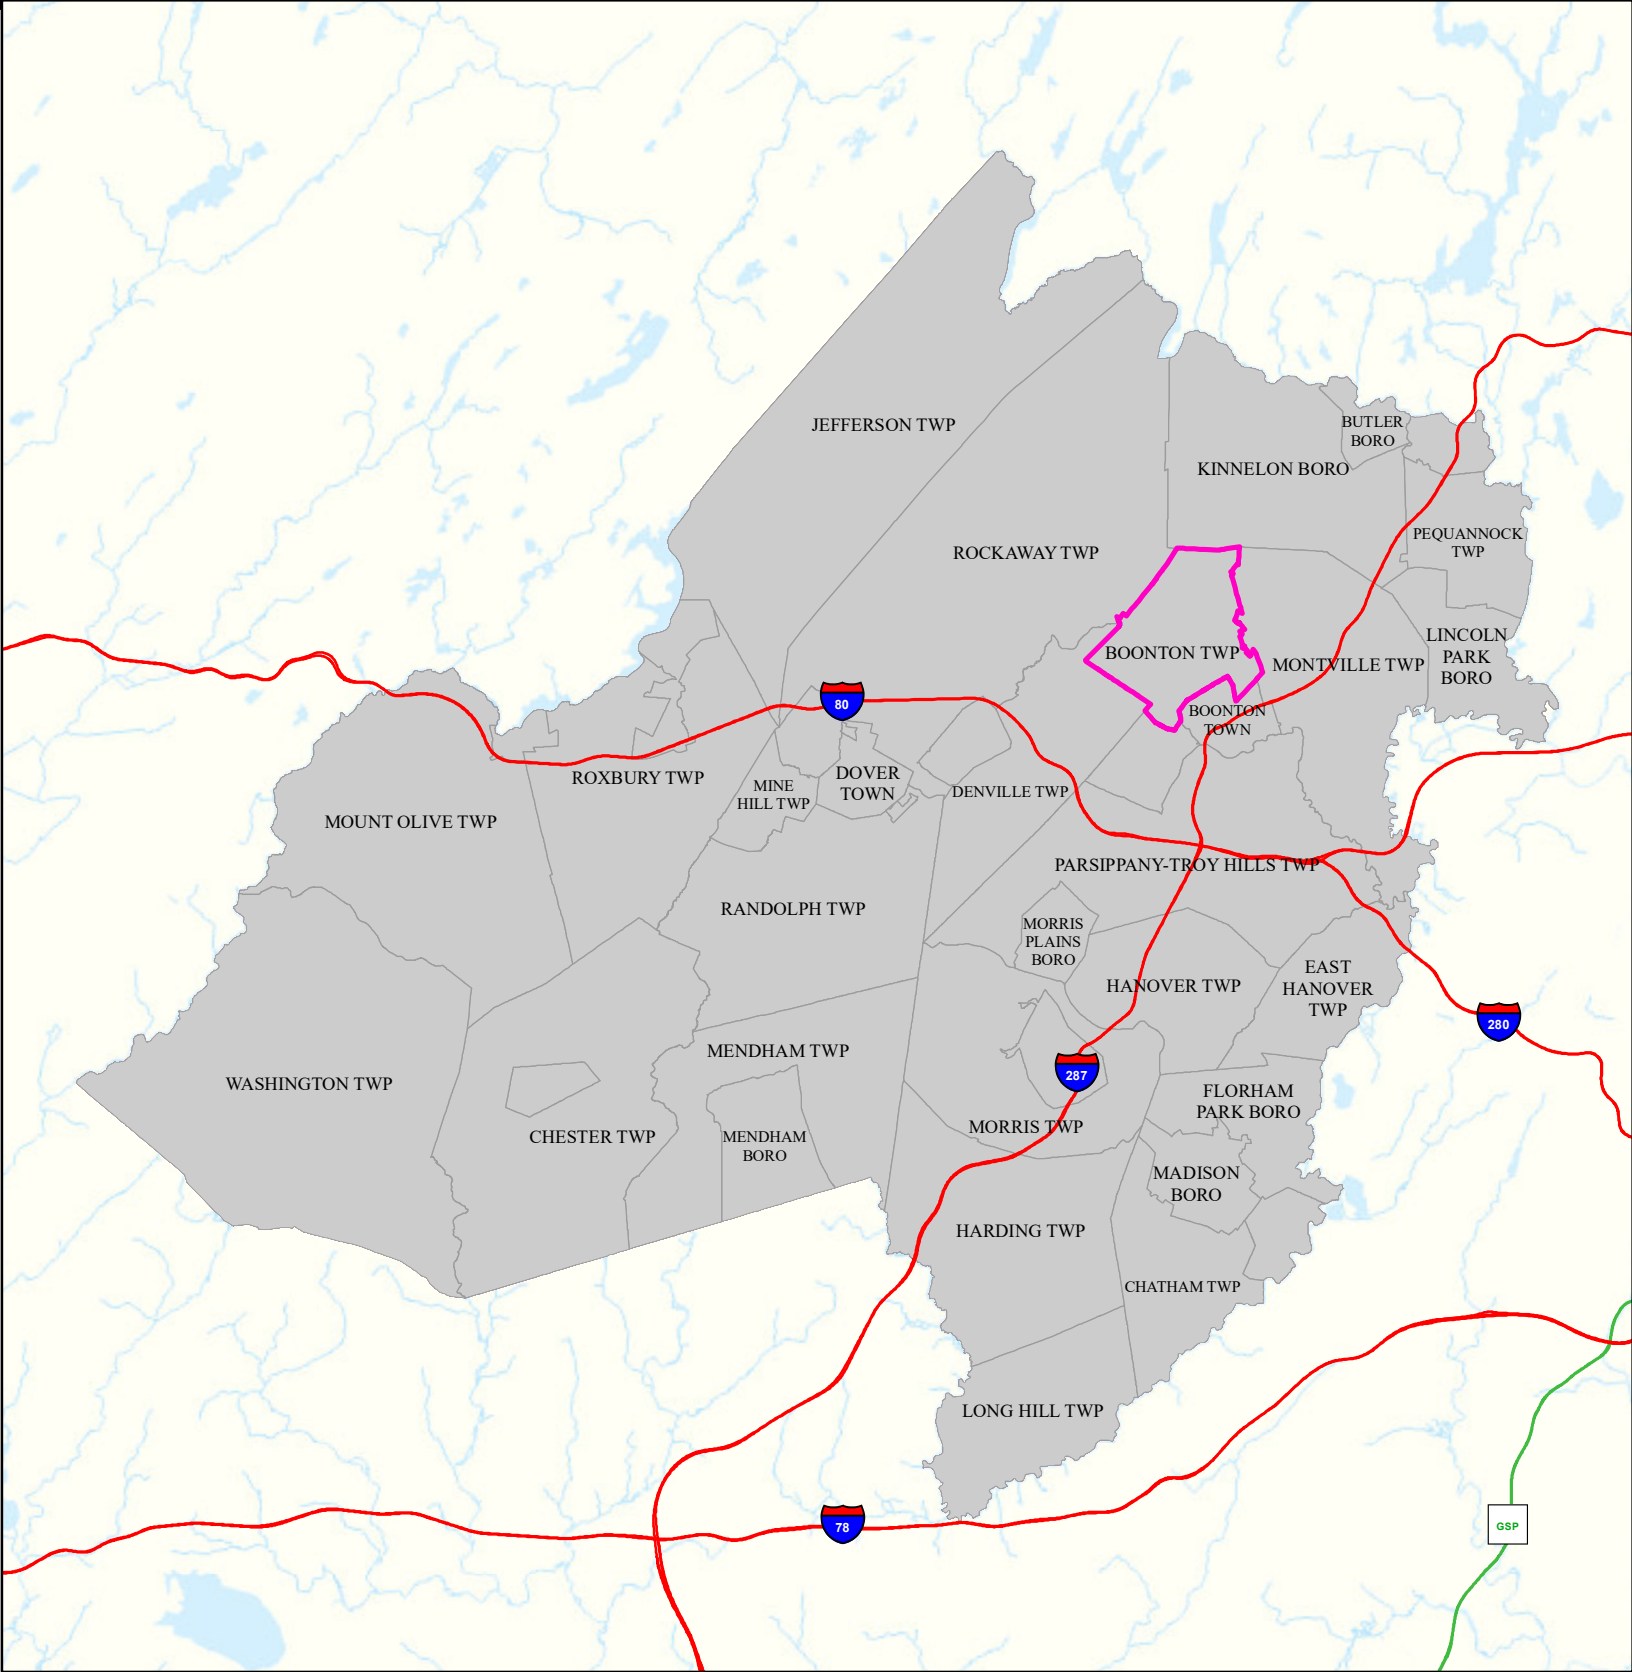 JEFFERSON TWP
BUTLER
BORO
KINNELON BORO
PEQUANNOCK
TWP
ROCKAWAY TWP
LINCOLN
PARK
BORO
BOONTON TWP
MONTVILLE TWP
80
BOONTON
TOWN
ROXBURY TWP
MINE
HILL TWP
DOVER
TOWN
DENVILLE TWP
MOUNT OLIVE TWP
PARSIPPANY-TROY HILLS TWP
RANDOLPH TWP
MORRIS
PLAINS
BORO
HANOVER TWP
EAST
HANOVER
TWP
280
MENDHAM TWP
287
WASHINGTON TWP
FLORHAM
PARK BORO
CHESTER TWP
MENDHAM
BORO
MORRIS TWP
MADISON
BORO
HARDING TWP
CHATHAM TWP
LONG HILL TWP
78
GSP